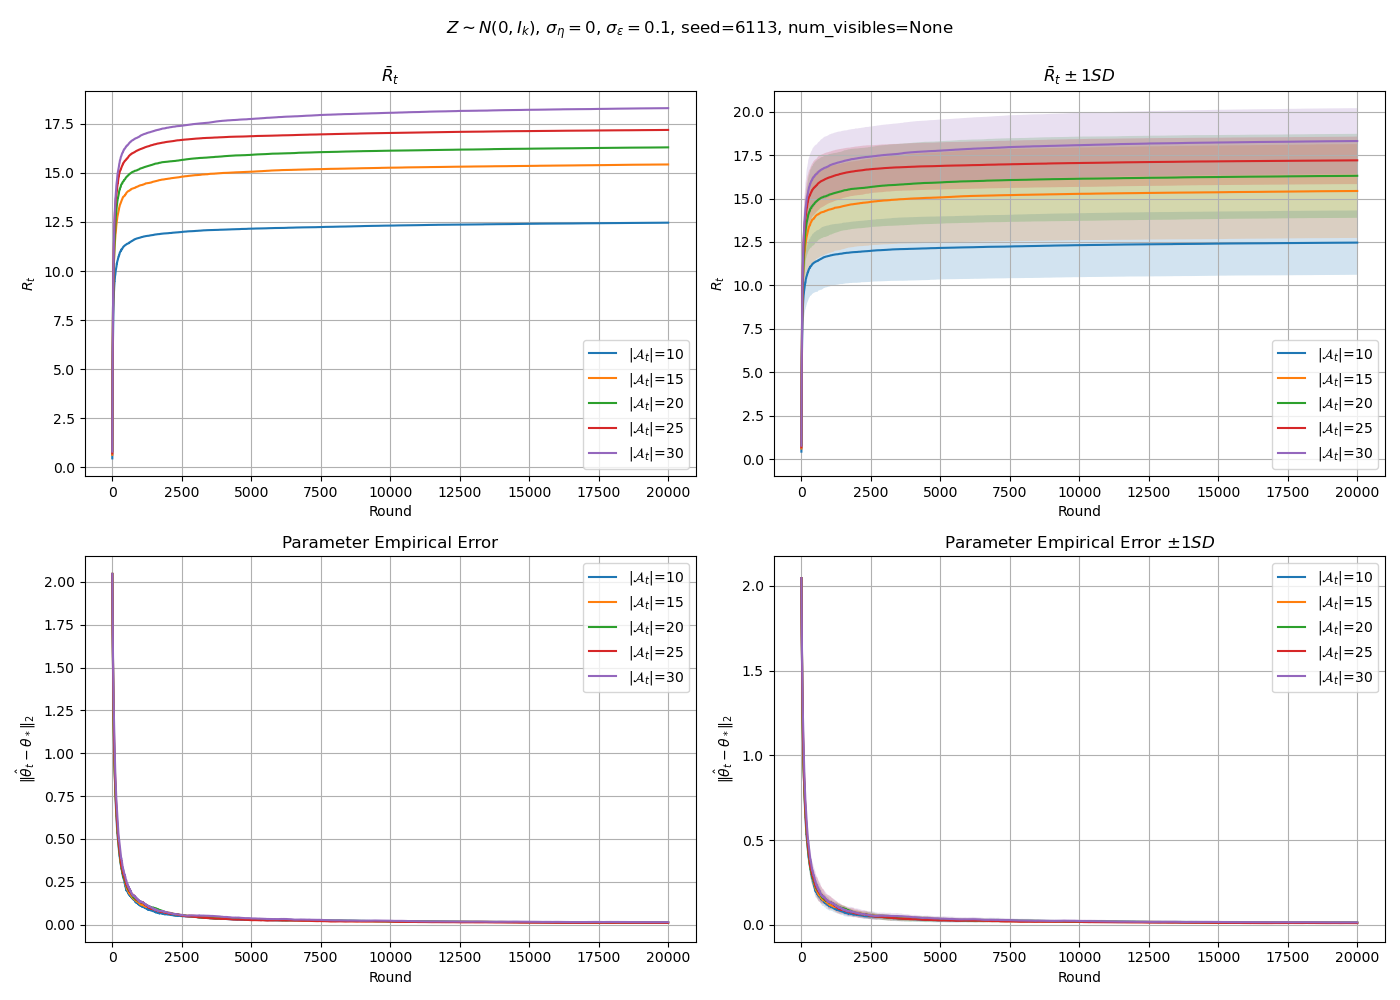 Z ∼ N(0, I_k), σ_η = 0, σ_ε = 0.1, seed=6113, num_visibles=None
R̄_t
R̄_t ± 1SD
17.5
15.0
12.5
10.0
7.5
5.0
2.5
0.0
R_t
|𝒜_t|=10
|𝒜_t|=15
|𝒜_t|=20
|𝒜_t|=25
|𝒜_t|=30
0 2500 5000 7500 10000 12500 15000 17500 20000
Round
20.0
17.5
15.0
12.5
10.0
7.5
5.0
2.5
0.0
R_t
|𝒜_t|=10
|𝒜_t|=15
|𝒜_t|=20
|𝒜_t|=25
|𝒜_t|=30
0 2500 5000 7500 10000 12500 15000 17500 20000
Round
Parameter Empirical Error
2.00
1.75
1.50
1.25
1.00
0.75
0.50
0.25
0.00
‖θ̂_t − θ_*‖_2
|𝒜_t|=10
|𝒜_t|=15
|𝒜_t|=20
|𝒜_t|=25
|𝒜_t|=30
0 2500 5000 7500 10000 12500 15000 17500 20000
Round
Parameter Empirical Error ±1SD
2.0
1.5
1.0
0.5
0.0
‖θ̂_t − θ_*‖_2
|𝒜_t|=10
|𝒜_t|=15
|𝒜_t|=20
|𝒜_t|=25
|𝒜_t|=30
0 2500 5000 7500 10000 12500 15000 17500 20000
Round